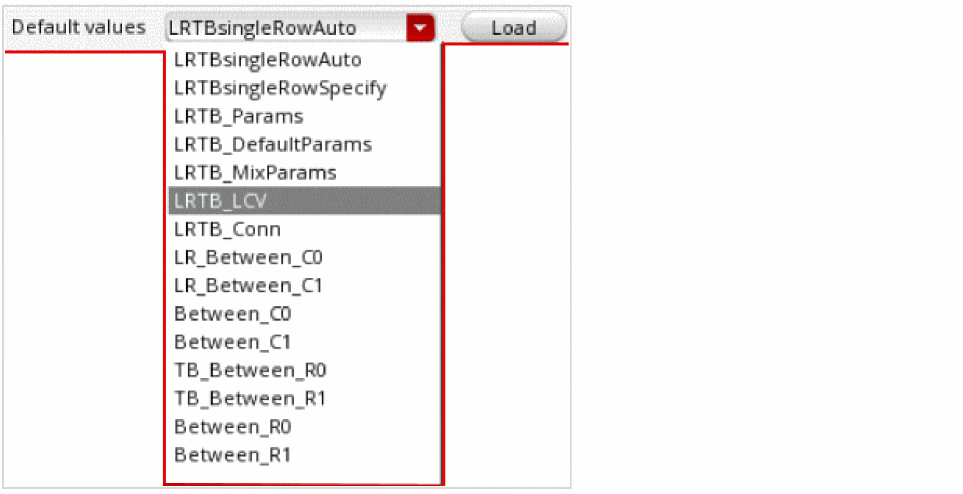 Default values LRTBsingleRowAuto Load
LRTBsingleRowAuto
LRTBsingleRowSpecify
LRTB_Params
LRTB_DefaultParams
LRTB_MixParams
LRTB_LCV
LRTB_Conn
LR_Between_C0
LR_Between_C1
Between_C0
Between_C1
TB_Between_R0
TB_Between_R1
Between_R0
Between_R1